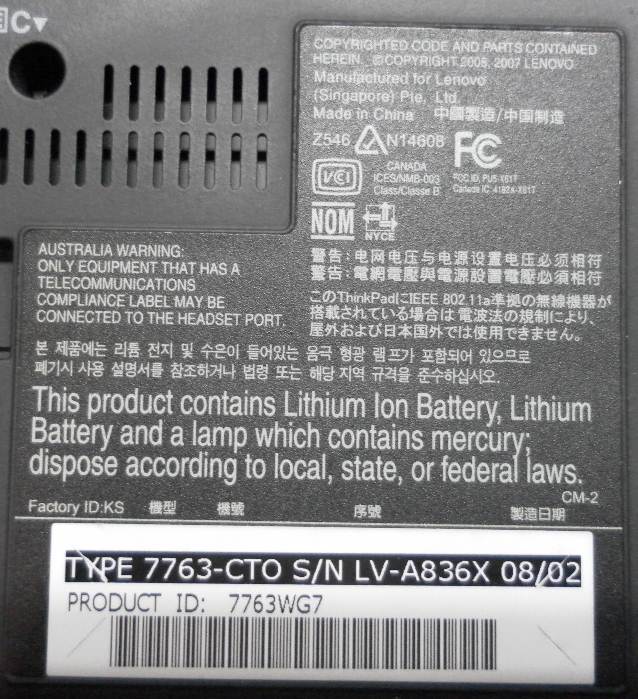 C▼
COPYRIGHTED CODE AND PARTS CONTAINED
HEREIN. ©COPYRIGHT 2005, 2007 LENOVO
Manufactured for Lenovo
(Singapore) Pte, Ltd.
Made in China 中國製造/中国制造
Z546 N14608 FC
VCI
CANADA
ICES/NMB-003
Class/Classe B
FCC ID, PU5-X61T
Canada IC 4182A-X61T
NOM
NYCE
AUSTRALIA WARNING:
ONLY EQUIPMENT THAT HAS A
TELECOMMUNICATIONS
COMPLIANCE LABEL MAY BE
CONNECTED TO THE HEADSET PORT.
警告:电网电压与电源设置电压必须相符
警告:電網電壓與電源設置電壓必須相符
このThinkPadにIEEE 802.11a準拠の無線機器が
搭載されている場合は電波法の規制により、
屋外および日本国外では使用できません。
본 제품에는 리튬 전지 및 수은이 들어있는 음극 형광 램프가 포함되어 있으므로
폐기시 사용 설명서를 참조하거나 법령 또는 해당 지역 규격을 준수하십시오.
This product contains Lithium Ion Battery, Lithium
Battery and a lamp which contains mercury;
dispose according to local, state, or federal laws.
CM-2
Factory ID:KS 機型 機號 序號 製造日期
TYPE 7763-CTO S/N LV-A836X 08/02
PRODUCT ID: 7763WG7